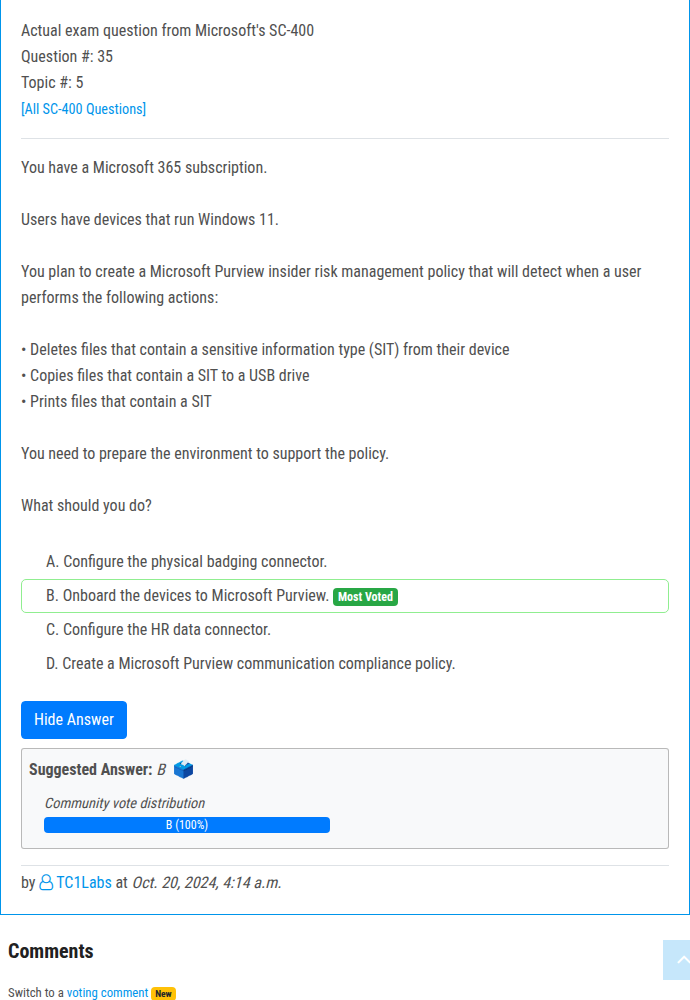 Actual exam question from Microsoft's SC-400
Question #: 35
Topic #: 5
[All SC-400 Questions]
You have a Microsoft 365 subscription.
Users have devices that run Windows 11.
You plan to create a Microsoft Purview insider risk management policy that will detect when a user
performs the following actions:
• Deletes files that contain a sensitive information type (SIT) from their device
• Copies files that contain a SIT to a USB drive
• Prints files that contain a SIT
You need to prepare the environment to support the policy.
What should you do?
A. Configure the physical badging connector.
B. Onboard the devices to Microsoft Purview. Most Voted
C. Configure the HR data connector.
D. Create a Microsoft Purview communication compliance policy.
Hide Answer
Suggested Answer: B
Community vote distribution
B (100%)
by TC1Labs at Oct. 20, 2024, 4:14 a.m.
Comments
Switch to a voting comment New